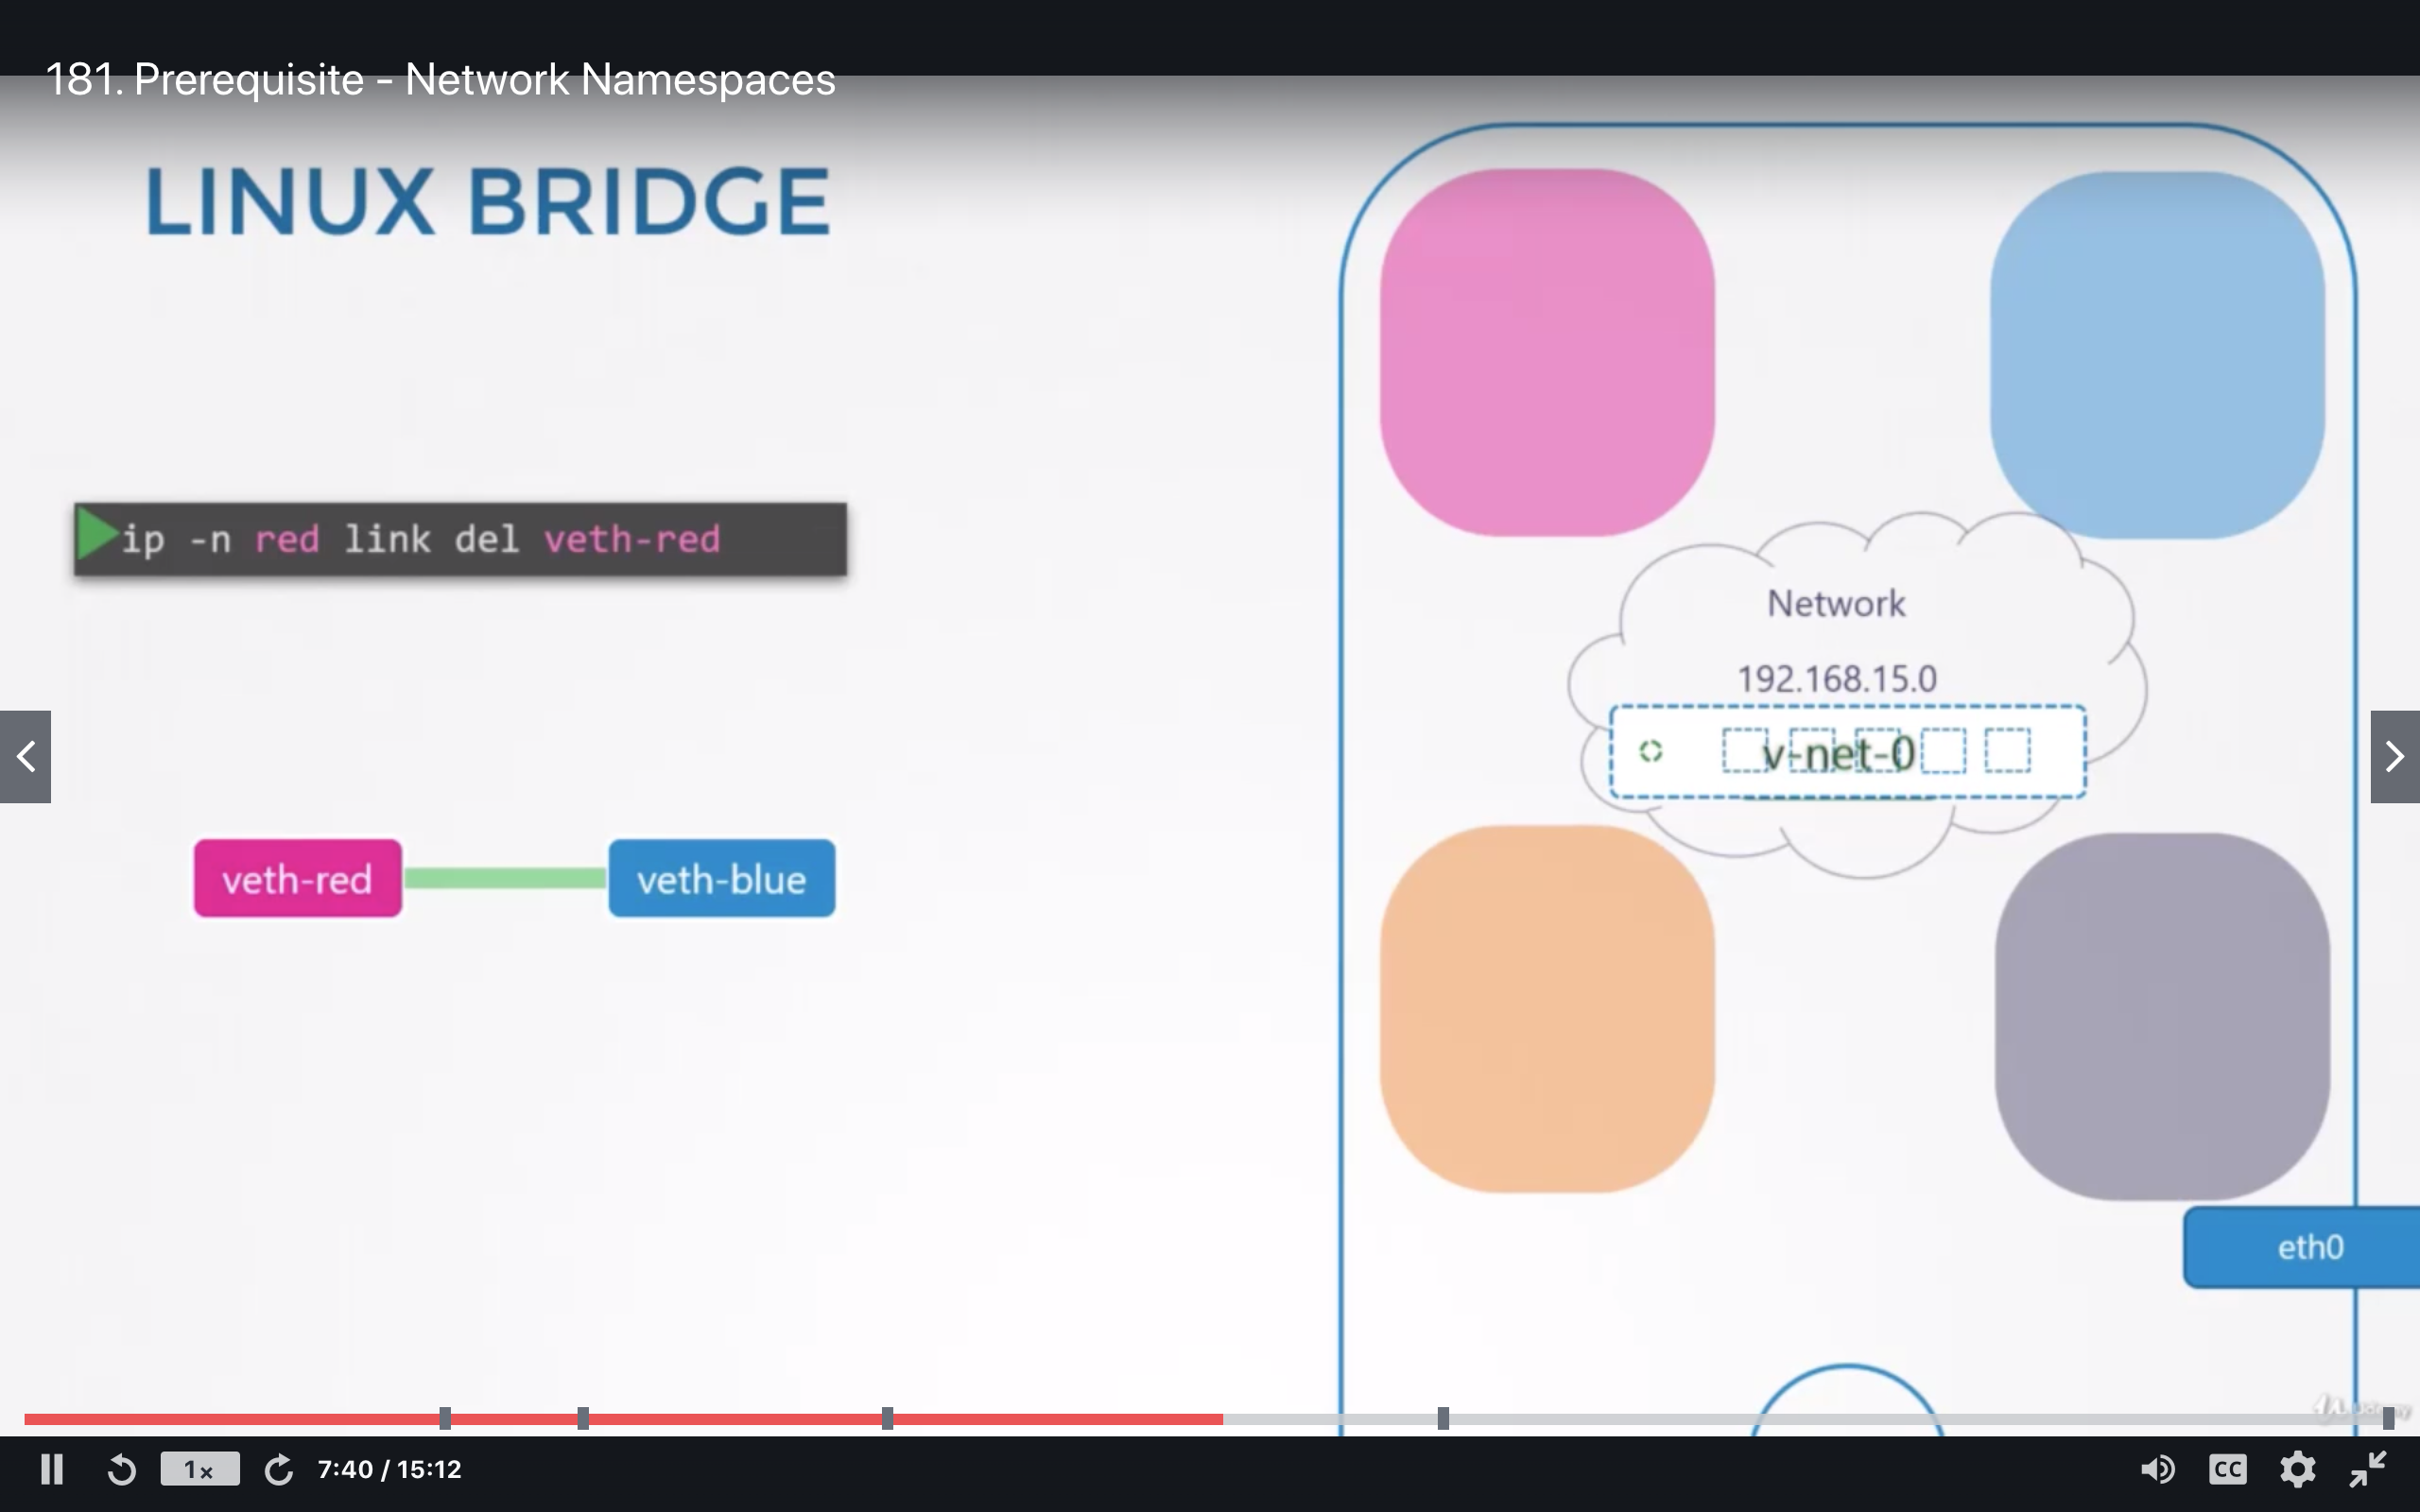 181. Prerequisite - Network Namespaces
LINUX BRIDGE
ip -n red link del veth-red
veth-red
veth-blue
Network
192.168.15.0
v-net-0
eth0
Udemy
1x
7:40 / 15:12
CC